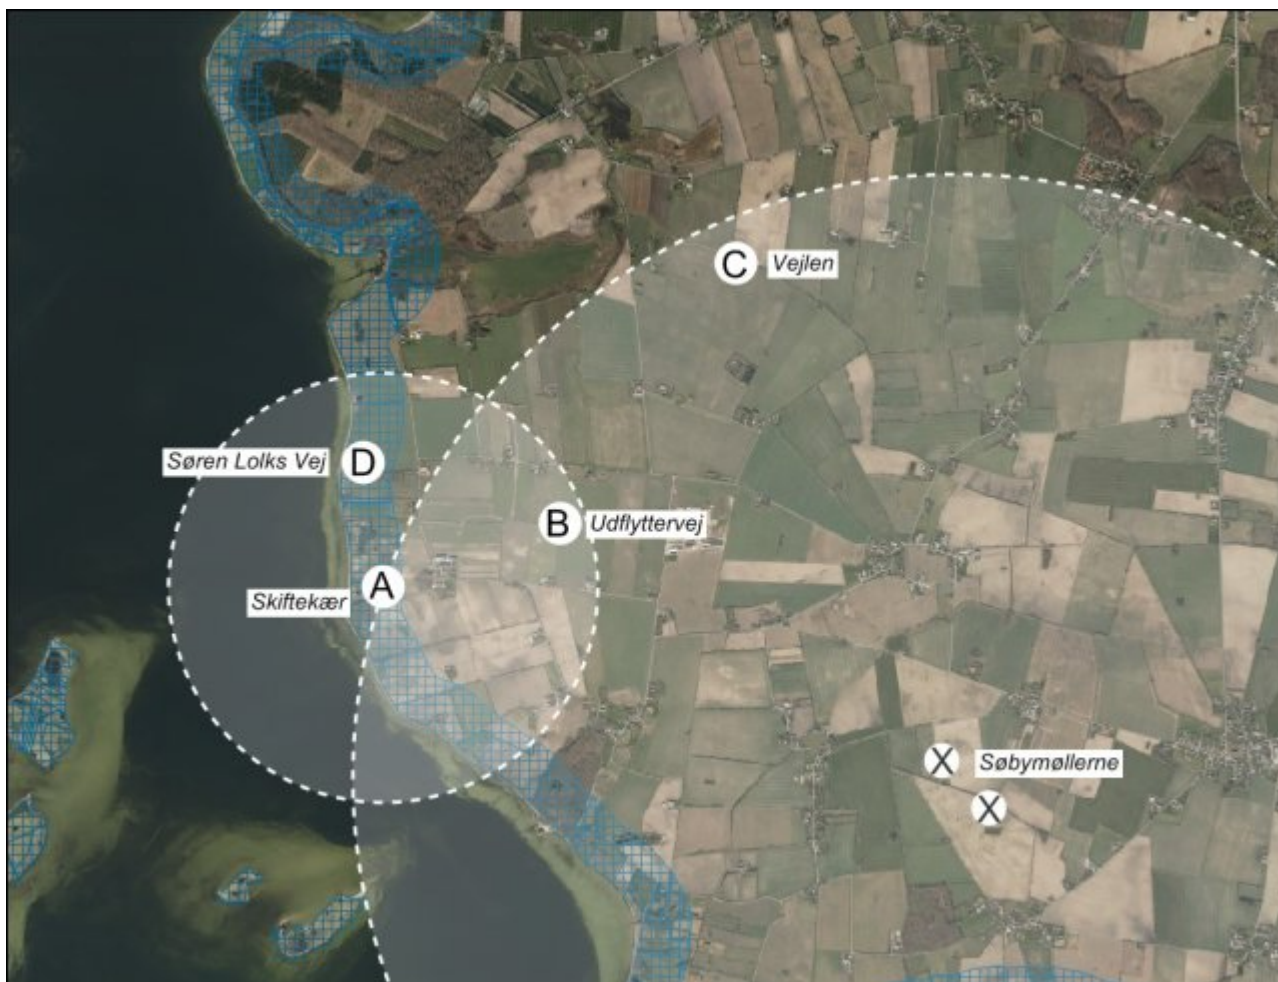 C Vejlen
Søren Lolks Vej D
B Udflyttervej
Skiftekær A
X Søbymøllerne
X